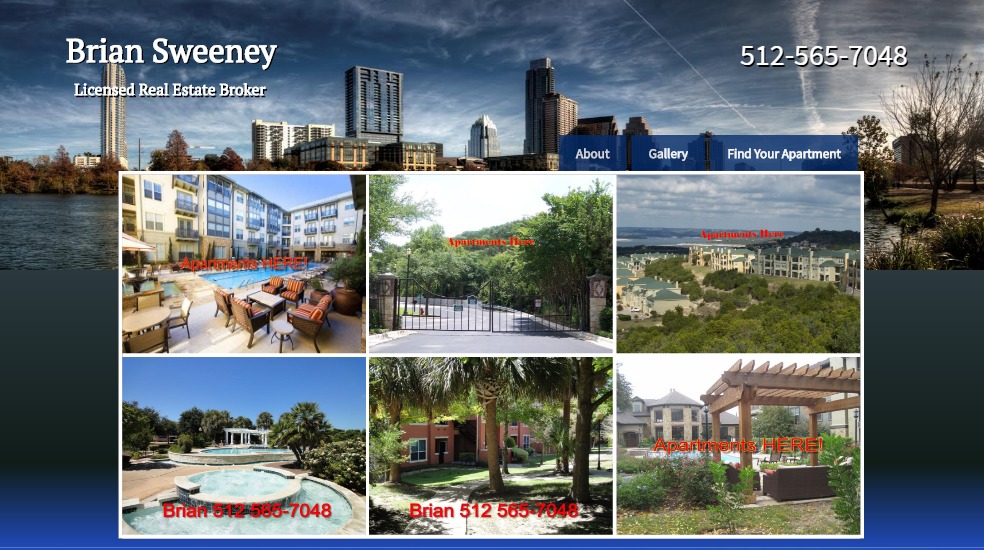 Brian Sweeney
Licensed Real Estate Broker
512-565-7048
About
Gallery
Find Your Apartment
Apartments HERE!
Apartments Here
Apartments Here
Brian 512 565-7048
Brian 512 565-7048
Apartments HERE!